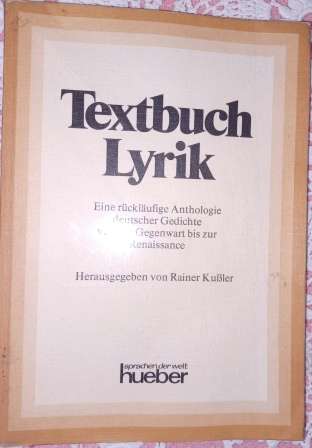 Textbuch
Lyrik
Eine rückläufige Anthologie
deutscher Gedichte
Gegenwart bis zur
Renaissance
Herausgegeben von Rainer Kußler
sprachen der welt
hueber